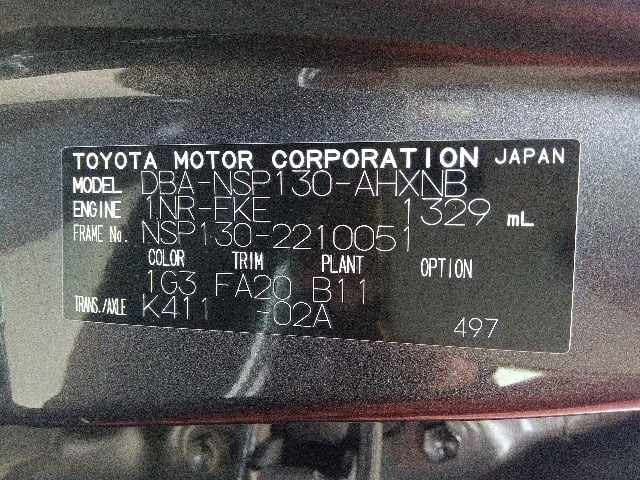 TOYOTA MOTOR CORPORATION JAPAN
MODEL DBA-NSP130-AHXNB
ENGINE 1NR-FKE 1329 mL
FRAME No. NSP130-2210051
COLOR TRIM PLANT OPTION
1G3 FA20 B11
TRANS./AXLE K411 -02A
497